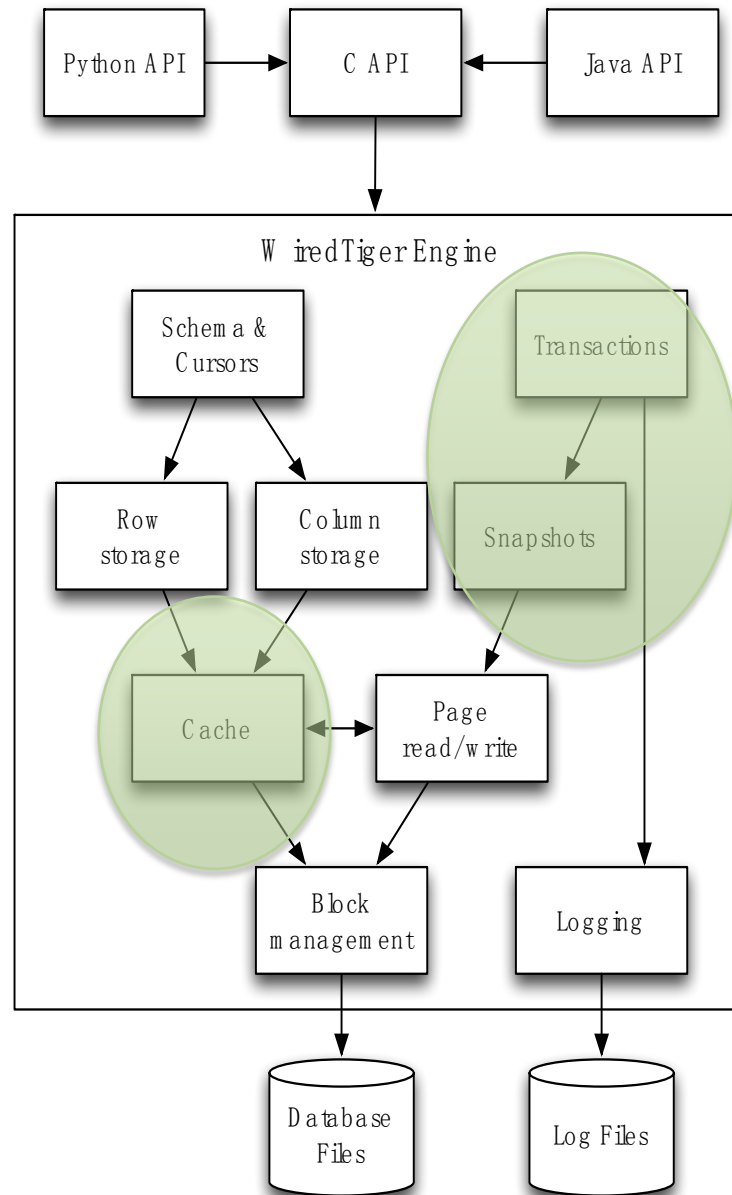 Python API
C API
Java API
WiredTiger Engine
Schema &
Cursors
Transactions
Row
storage
Column
storage
Snapshots
Cache
Page
read/write
Block
management
Logging
Database
Files
Log Files